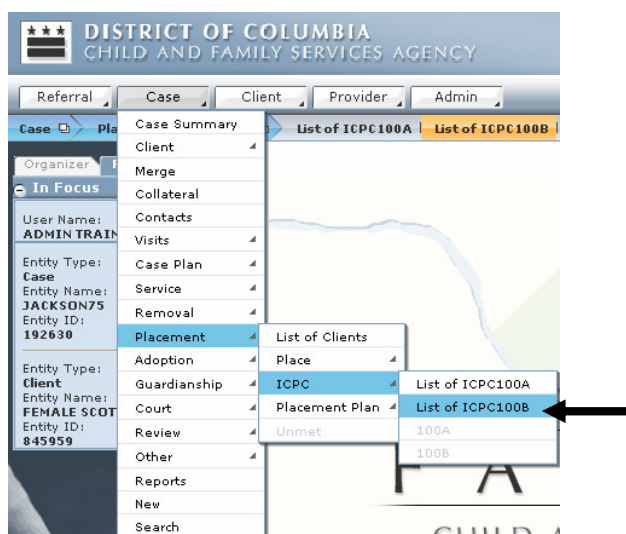 DISTRICT OF COLUMBIA
CHILD AND FAMILY SERVICES AGENCY
Referral Case Client Provider Admin
Case Pla List of ICPC100A List of ICPC100B
Organizer
In Focus
User Name:
ADMIN TRAIN
Entity Type:
Case
Entity Name:
JACKSON75
Entity ID:
192630
Entity Type:
Client
Entity Name:
FEMALE SCOT
Entity ID:
845959
Case Summary
Client
Merge
Collateral
Contacts
Visits
Case Plan
Service
Removal
Placement
Adoption
Guardianship
Court
Review
Other
Reports
New
Search
List of Clients
Place
ICPC
Placement Plan
Unmet
List of ICPC100A
List of ICPC100B
100A
100B
F A
CHILD A